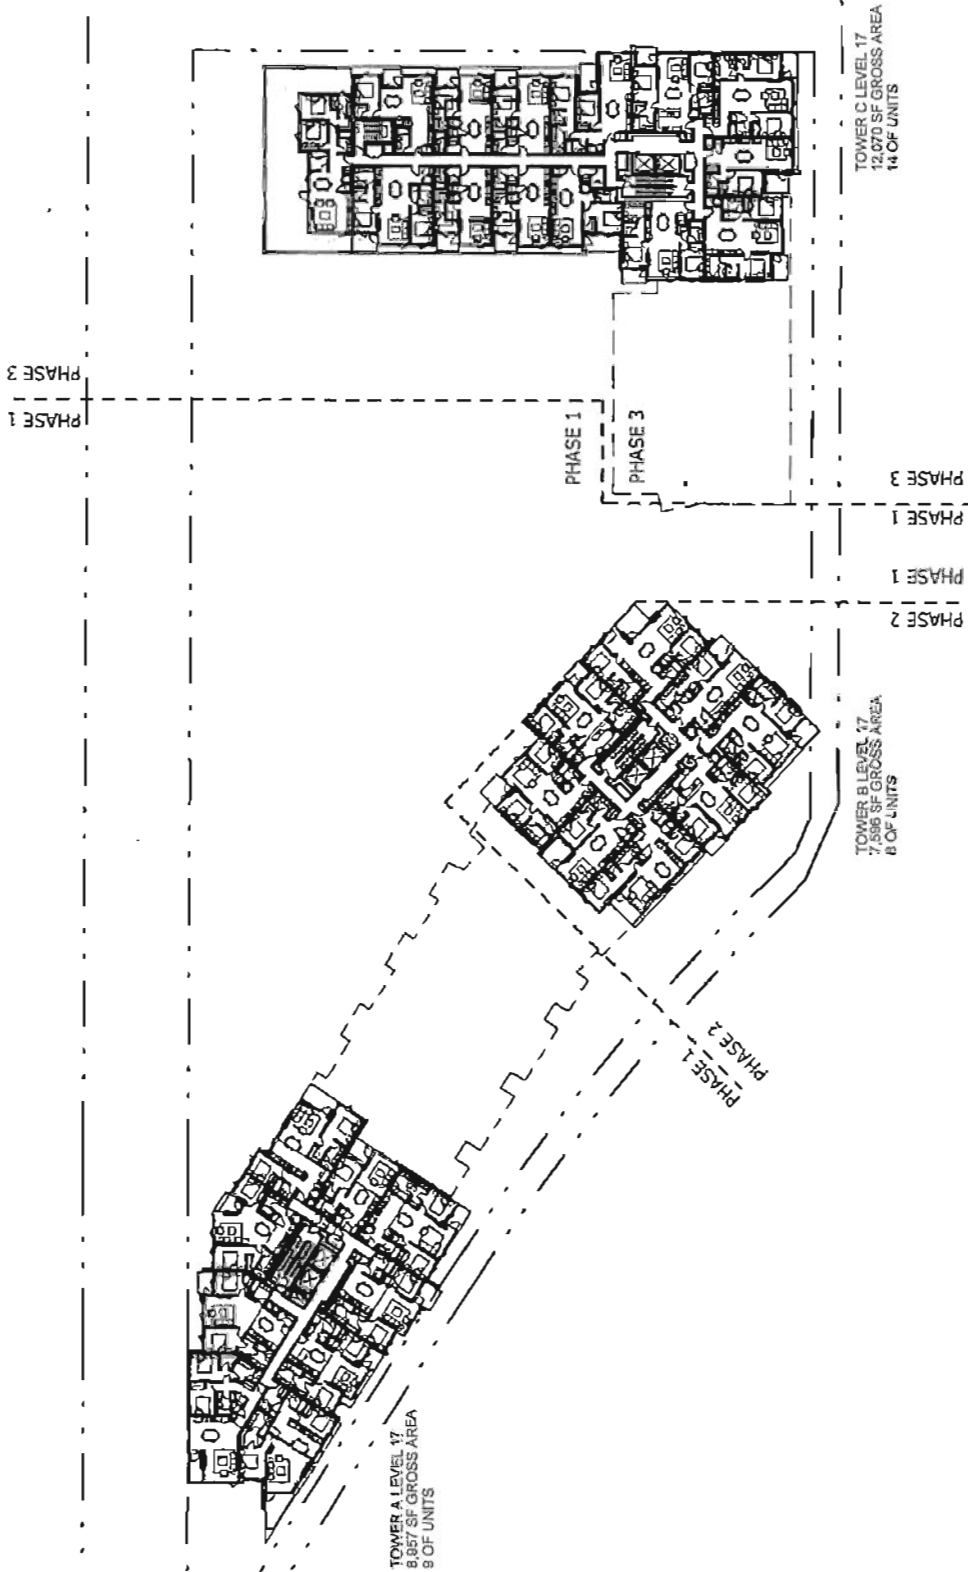 TOWER C LEVEL 17
12,070 SF GROSS AREA
14 OF UNITS
PHASE 3
PHASE 1
PHASE 1
PHASE 3
PHASE 3
PHASE 1
PHASE 1
PHASE 2
TOWER B LEVEL 17
7,596 SF GROSS AREA
8 OF UNITS
PHASE 1
PHASE 2
TOWER A LEVEL 17
8,957 SF GROSS AREA
9 OF UNITS